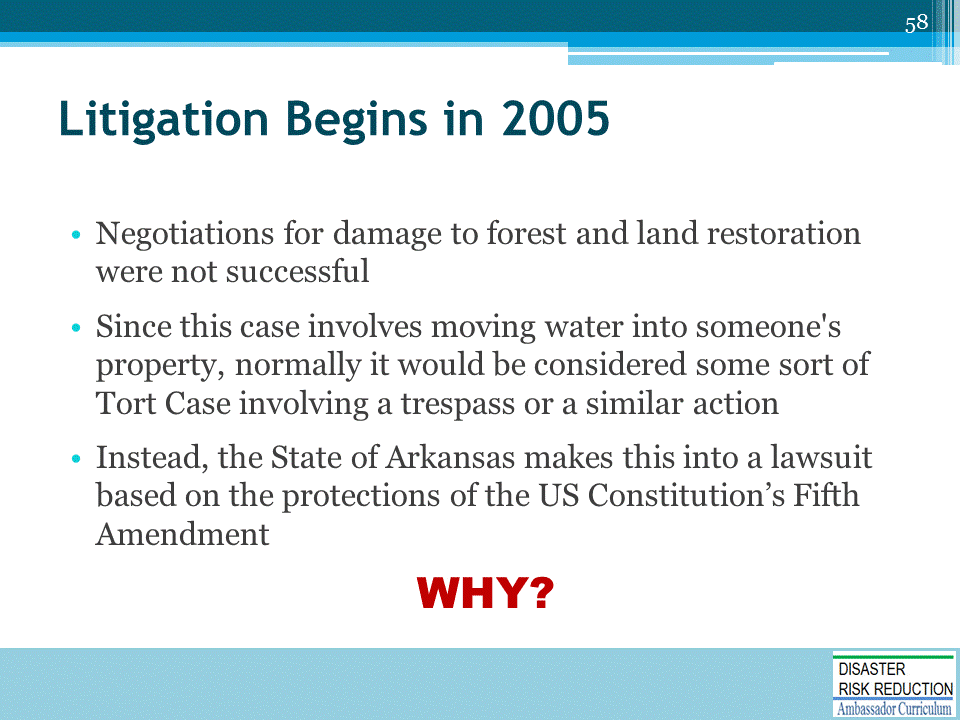 58
Litigation Begins in 2005
• Negotiations for damage to forest and land restoration
were not successful
• Since this case involves moving water into someone's
property, normally it would be considered some sort of
Tort Case involving a trespass or a similar action
• Instead, the State of Arkansas makes this into a lawsuit
based on the protections of the US Constitution’s Fifth
Amendment
WHY?
DISASTER
RISK REDUCTION
Ambassador Curriculum